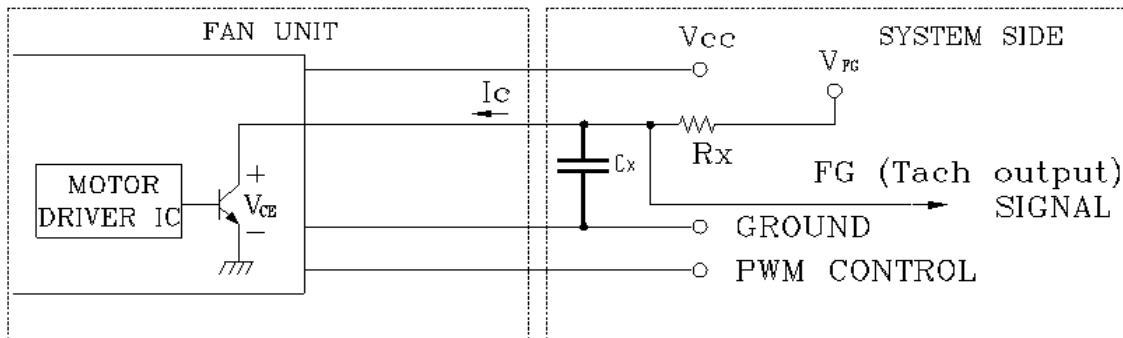 FAN UNIT
Vcc
SYSTEM SIDE
VFG
Ic
Rx
Cx
MOTOR
DRIVER IC
+
VCE
−
FG (Tach output)
SIGNAL
GROUND
PWM CONTROL